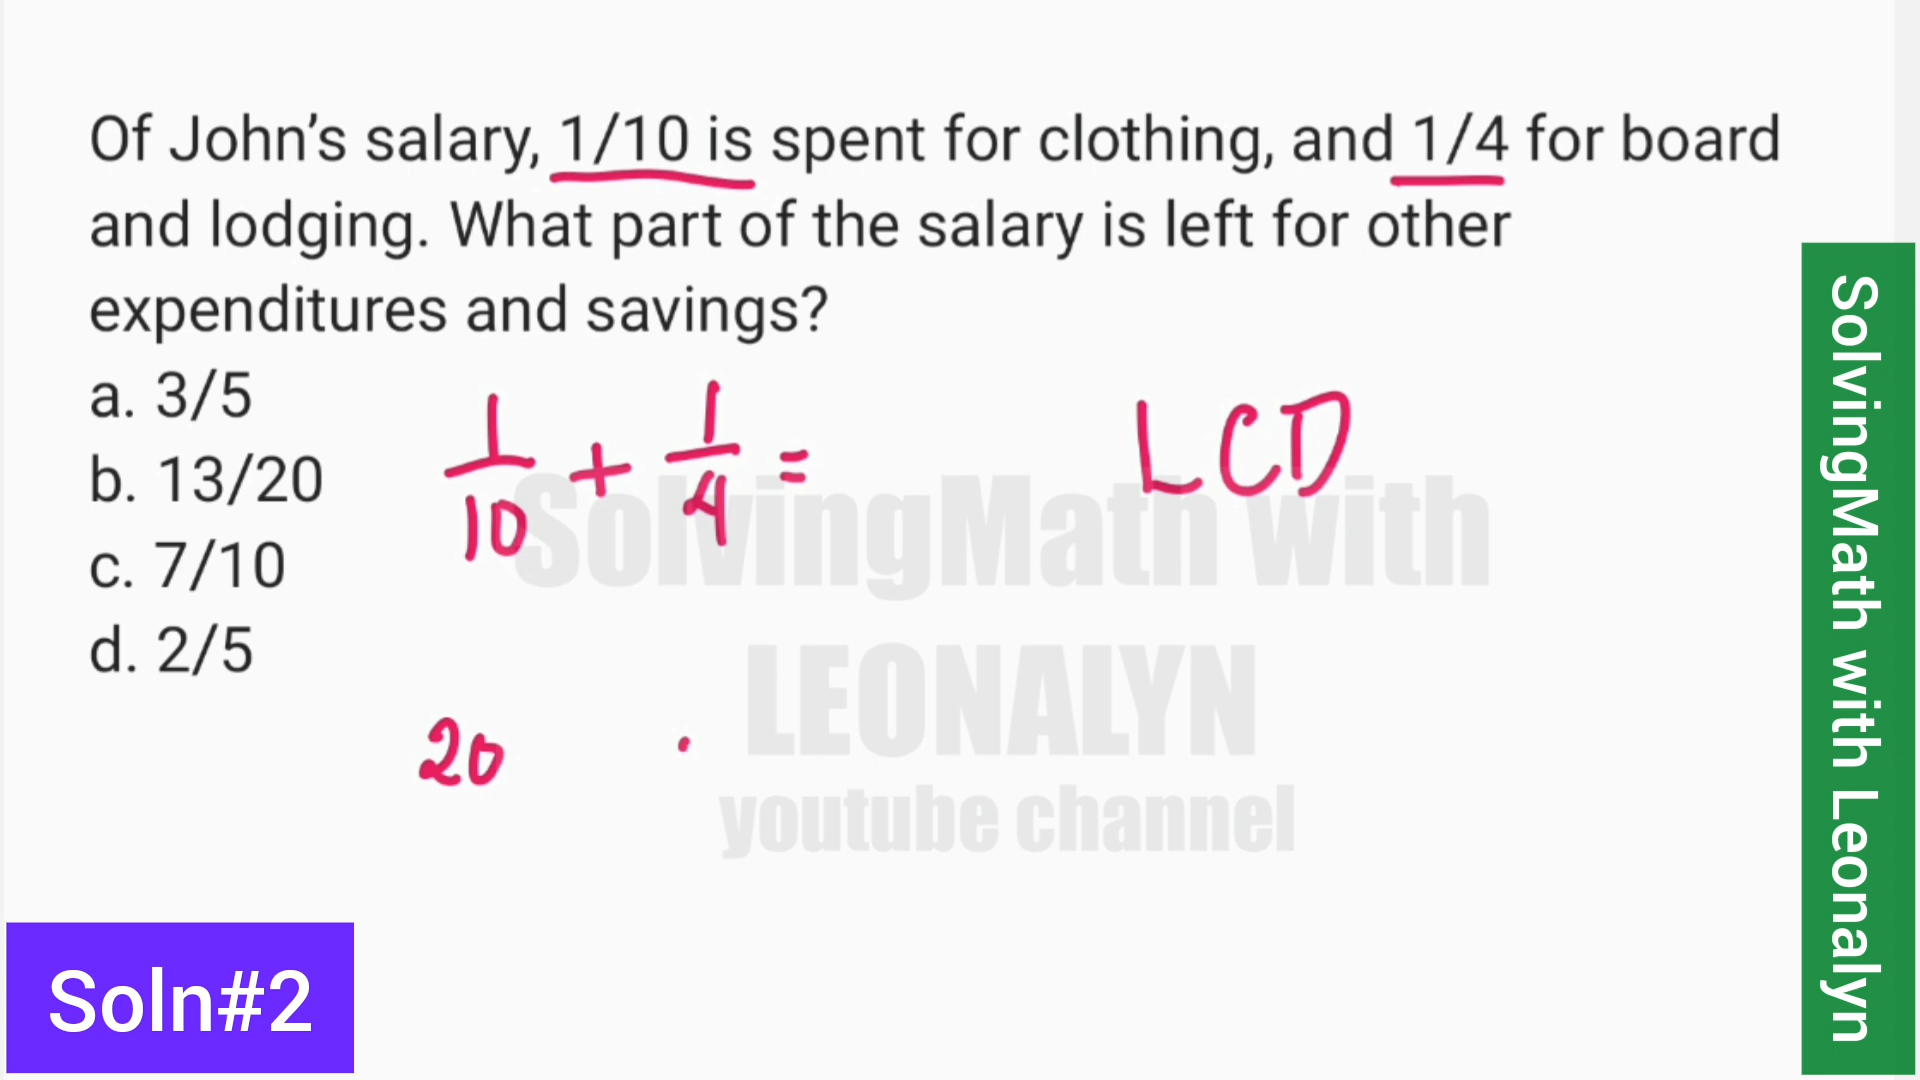 Of John’s salary, 1/10 is spent for clothing, and 1/4 for board
and lodging. What part of the salary is left for other
expenditures and savings?
a. 3/5
b. 13/20
c. 7/10
d. 2/5
1/10 + 1/4 =
LCD
20
SolvingMath with
LEONALYN
youtube channel
Soln#2
SolvingMath with Leonalyn